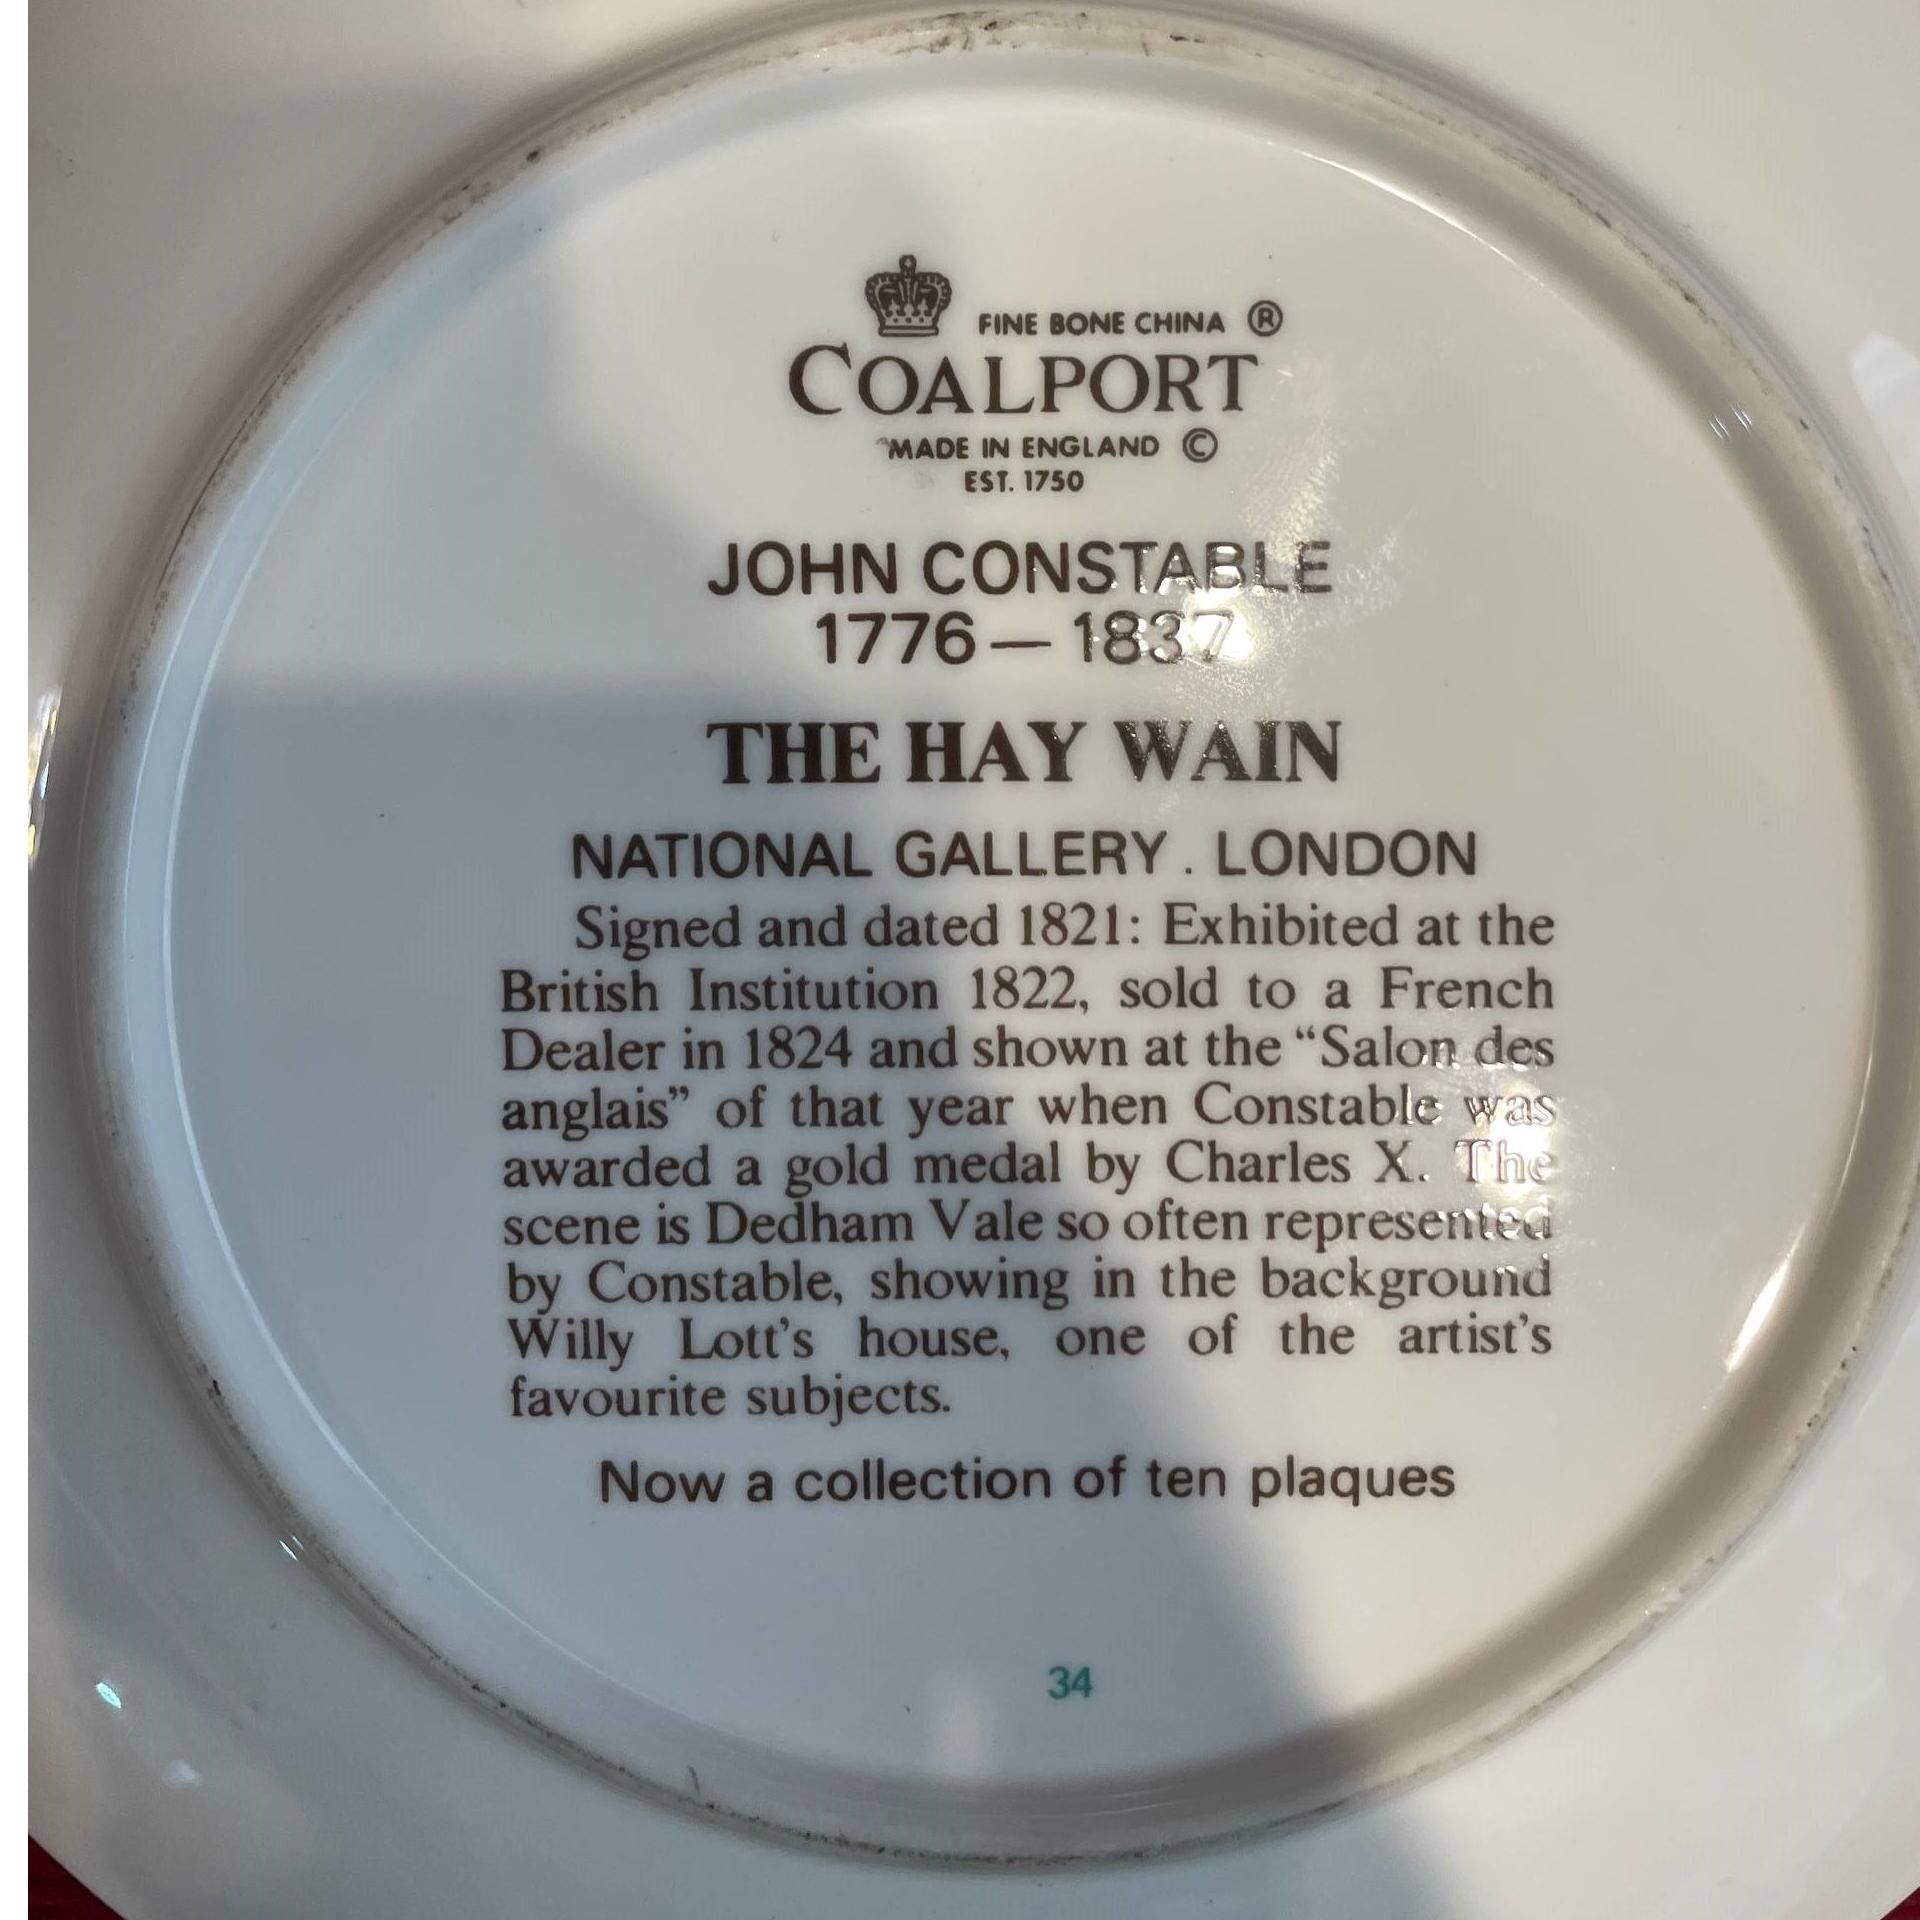 FINE BONE CHINA ®
COALPORT
MADE IN ENGLAND ©
EST. 1750
JOHN CONSTABLE
1776 — 1837
THE HAY WAIN
NATIONAL GALLERY . LONDON
Signed and dated 1821: Exhibited at the
British Institution 1822, sold to a French
Dealer in 1824 and shown at the “Salon des
anglais” of that year when Constable was
awarded a gold medal by Charles X. The
scene is Dedham Vale so often represented
by Constable, showing in the background
Willy Lott’s house, one of the artist’s
favourite subjects.
Now a collection of ten plaques
34